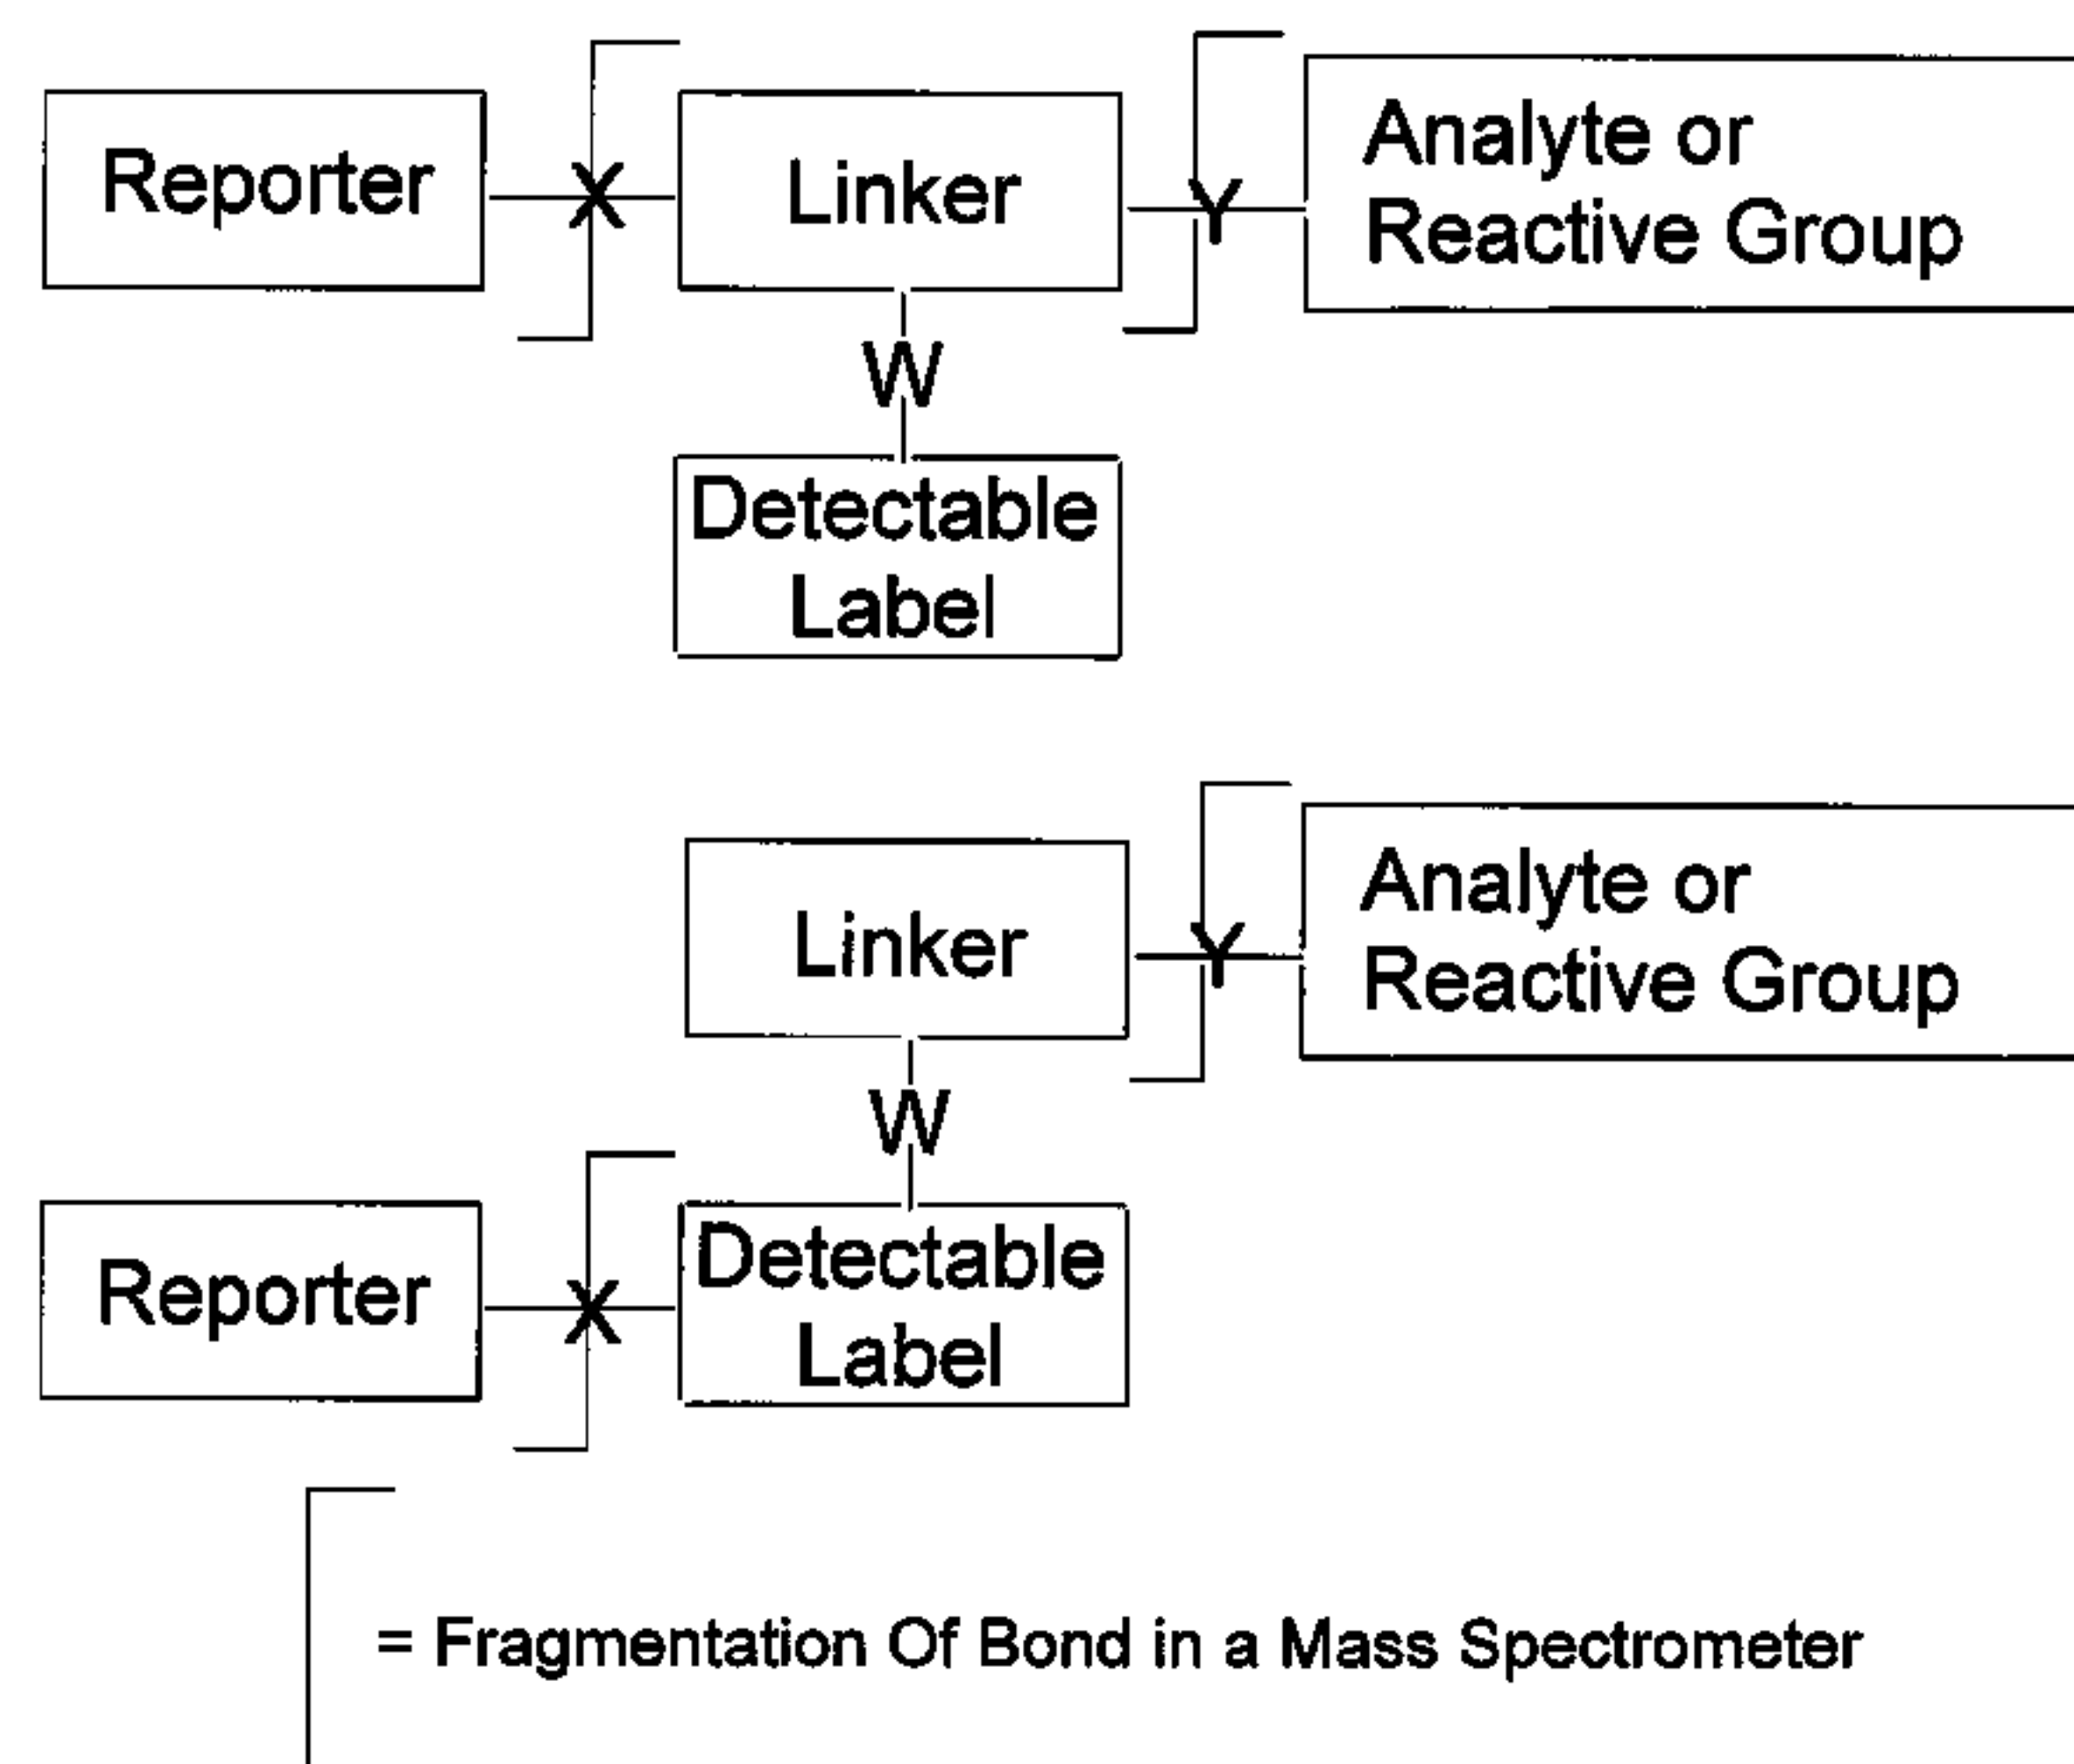 Reporter
X
Linker
Y
Analyte or
Reactive Group
W
Detectable
Label
Linker
Y
Analyte or
Reactive Group
W
Reporter
X
Detectable
Label
= Fragmentation Of Bond in a Mass Spectrometer